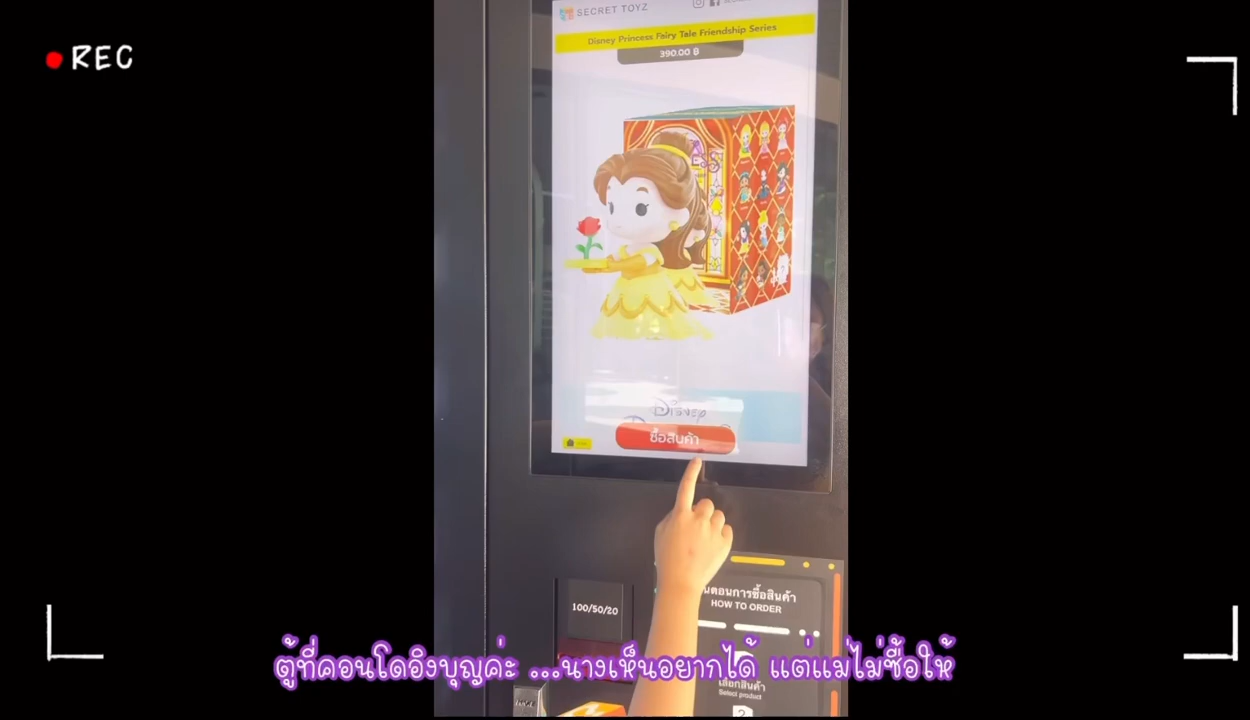 REC
SECRET TOYZ
Disney Princess Fairy Tale Friendship Series
390.00 ฿
Disney
ซื้อสินค้า
100/50/20
HOW TO ORDER
ตู้ที่คอนโดอิงบุญค่ะ ...นางเห็นอยากได้ แต่แม่ไม่ซื้อให้
เลือกสินค้า
Select product
2